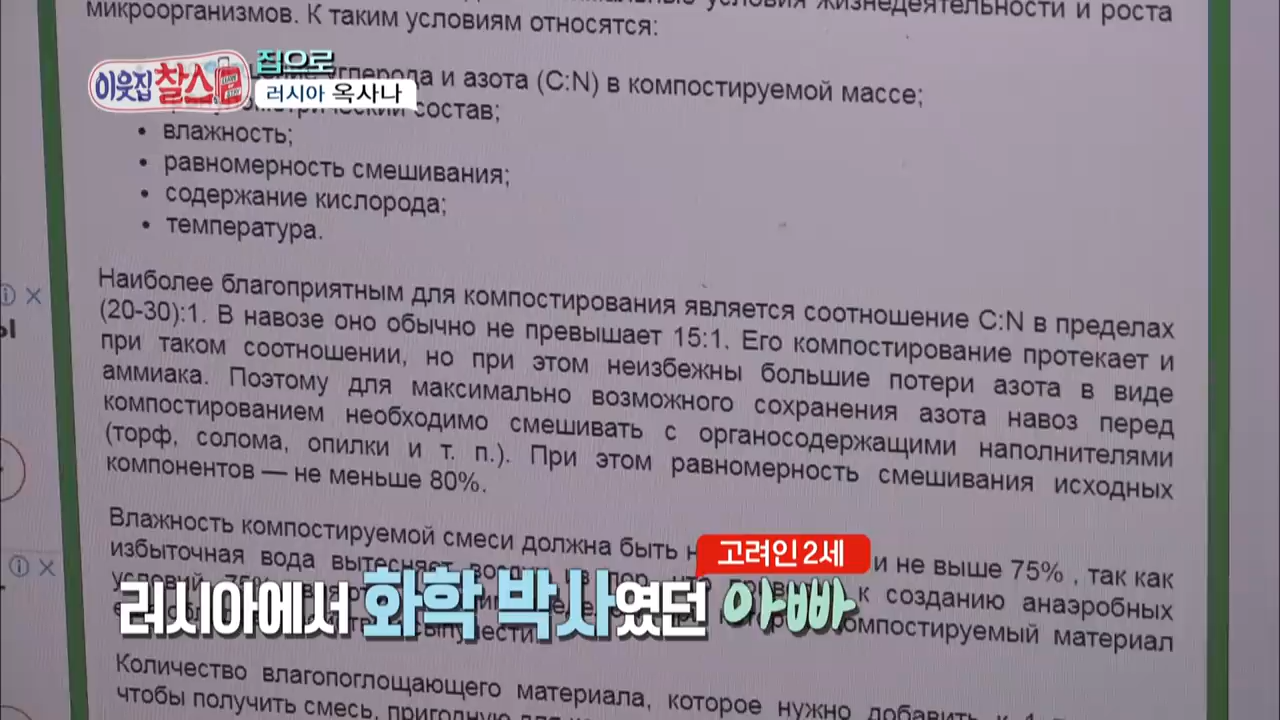 условия жизнедеятельности и роста
микроорганизмов. К таким условиям относятся:
이웃집 찰스
집으로
러시아 옥사나
углерода и азота (C:N) в компостируемой массе;
состав;
• влажность;
• равномерность смешивания;
• содержание кислорода;
• температура.
Наиболее благоприятным для компостирования является соотношение C:N в пределах
(20-30):1. В навозе оно обычно не превышает 15:1. Его компостирование протекает и
при таком соотношении, но при этом неизбежны большие потери азота в виде
аммиака. Поэтому для максимально возможного сохранения азота навоз перед
компостированием необходимо смешивать с органосодержащими наполнителями
(торф, солома, опилки и т. п.). При этом равномерность смешивания исходных
компонентов — не меньше 80%.
Влажность компостируемой смеси должна быть и не выше 75% , так как
избыточная вода вытесняет к созданию анаэробных
компостируемый материал
고려인 2세
러시아에서 화학 박사였던 아빠
Количество влагопоглощающего материала, которое нужно добавить к 1
чтобы получить смесь, пригодную для